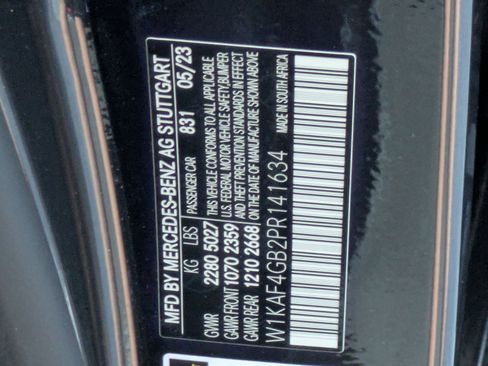 MFD BY MERCEDES-BENZ AG STUTTGART
PASSENGER CAR 831 05/23
KG LBS
GVWR 2280 5027
GAWR FRONT 1070 2359
GAWR REAR 1210 2668
THIS VEHICLE CONFORMS TO ALL APPLICABLE
U.S. FEDERAL MOTOR VEHICLE SAFETY, BUMPER
AND THEFT PREVENTION STANDARDS IN EFFECT
ON THE DATE OF MANUFACTURE SHOWN ABOVE
W1KAF4GB2PR141634
MADE IN SOUTH AFRICA